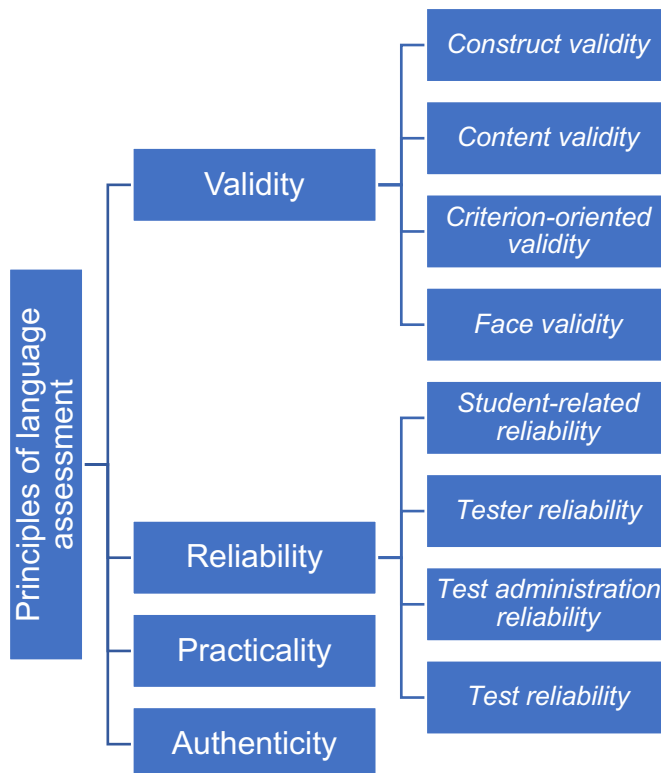 Principles of language
assessment
Validity
Construct validity
Content validity
Criterion-oriented
validity
Face validity
Reliability
Student-related
reliability
Tester reliability
Test administration
reliability
Test reliability
Practicality
Authenticity